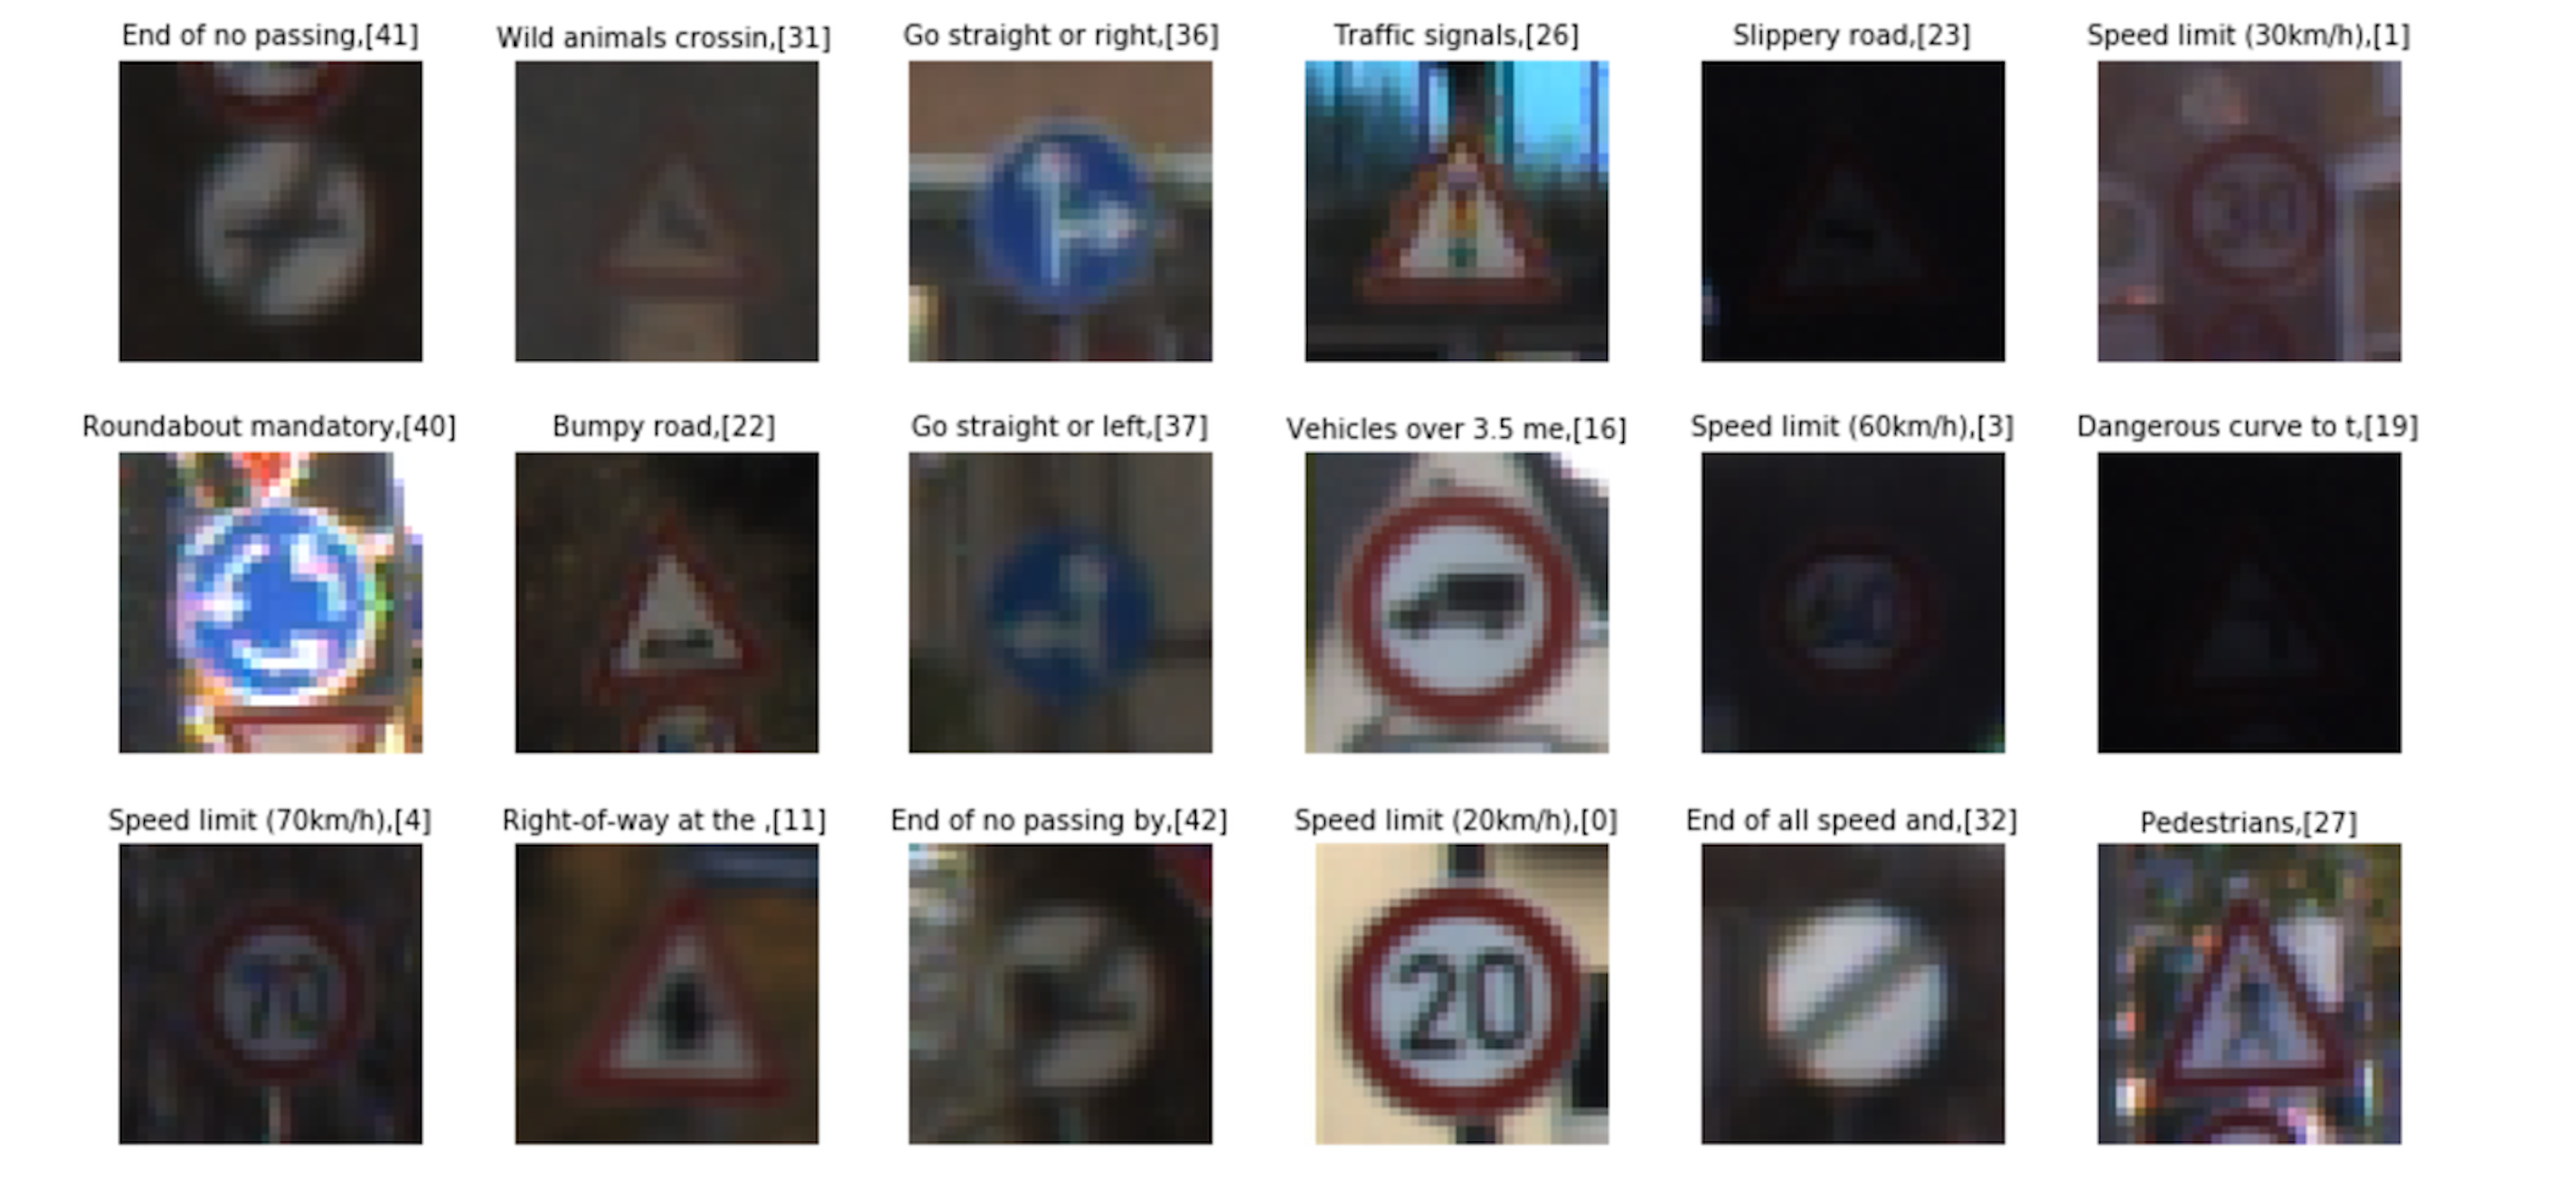 End of no passing,[41]
Wild animals crossin,[31]
Go straight or right,[36]
Traffic signals,[26]
Slippery road,[23]
Speed limit (30km/h),[1]
30
Roundabout mandatory,[40]
Bumpy road,[22]
Go straight or left,[37]
Vehicles over 3.5 me,[16]
Speed limit (60km/h),[3]
Dangerous curve to t,[19]
Speed limit (70km/h),[4]
Right-of-way at the ,[11]
End of no passing by,[42]
Speed limit (20km/h),[0]
End of all speed and,[32]
Pedestrians,[27]
70
20